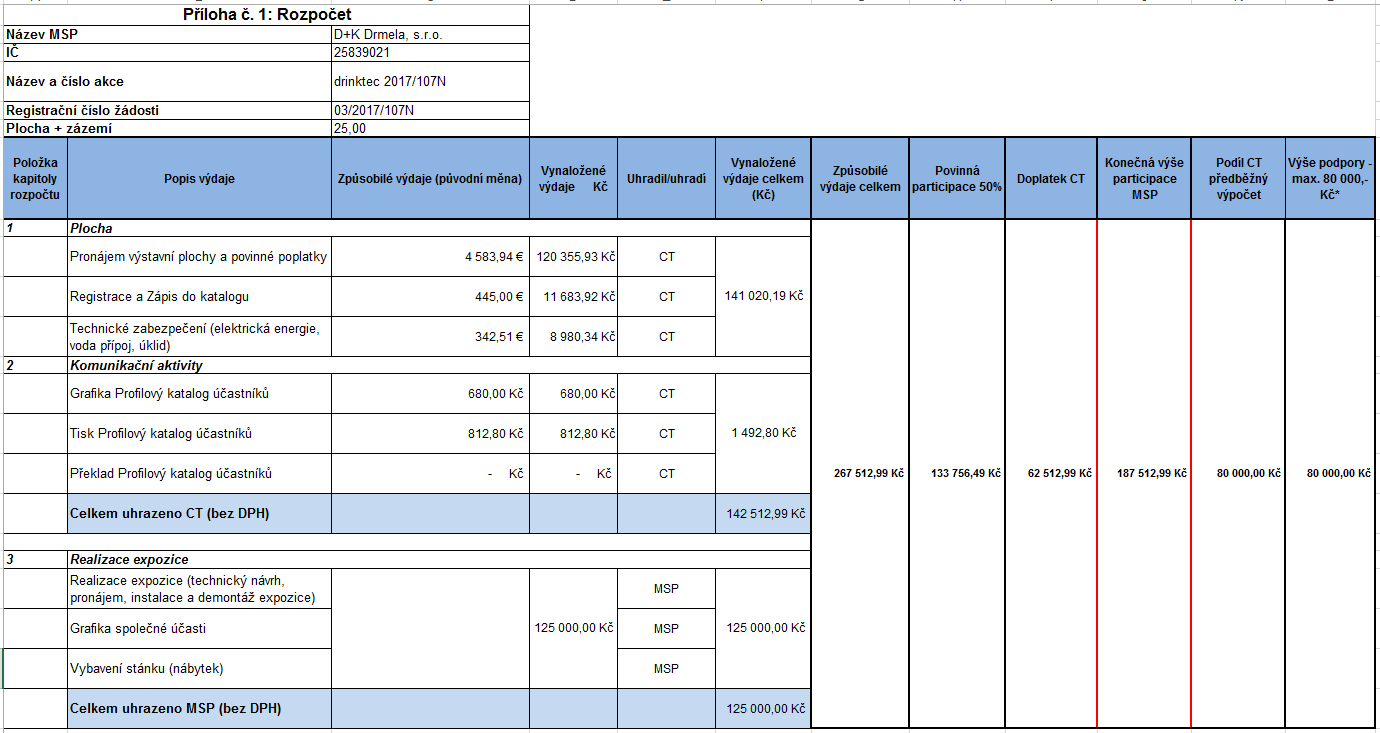 Příloha č. 1: Rozpočet
Název MSP D+K Drmela, s.r.o.
IČ 25839021
Název a číslo akce drinktec 2017/107N
Registrační číslo žádosti 03/2017/107N
Plocha + zázemí 25,00
Položka kapitoly rozpočtu Popis výdaje Způsobilé výdaje (původní měna) Vynaložené výdaje Kč Uhradil/uhradí Vynaložené výdaje celkem (Kč) Způsobilé výdaje celkem Povinná participace 50% Doplatek CT Konečná výše participace MSP Podíl CT předběžný výpočet Výše podpory - max. 80 000,- Kč*
1 Plocha
Pronájem výstavní plochy a povinné poplatky 4 583,94 € 120 355,93 Kč CT
Registrace a Zápis do katalogu 445,00 € 11 683,92 Kč CT 141 020,19 Kč
Technické zabezpečení (elektrická energie, voda přípoj, úklid) 342,51 € 8 980,34 Kč CT
2 Komunikační aktivity
Grafika Profilový katalog účastníků 680,00 Kč 680,00 Kč CT
Tisk Profilový katalog účastníků 812,80 Kč 812,80 Kč CT 1 492,80 Kč
Překlad Profilový katalog účastníků - Kč - Kč CT 267 512,99 Kč 133 756,49 Kč 62 512,99 Kč 187 512,99 Kč 80 000,00 Kč 80 000,00 Kč
Celkem uhrazeno CT (bez DPH) 142 512,99 Kč
3 Realizace expozice
Realizace expozice (technický návrh, pronájem, instalace a demontáž expozice) MSP
Grafika společné účasti 125 000,00 Kč MSP 125 000,00 Kč
Vybavení stánku (nábytek) MSP
Celkem uhrazeno MSP (bez DPH) 125 000,00 Kč